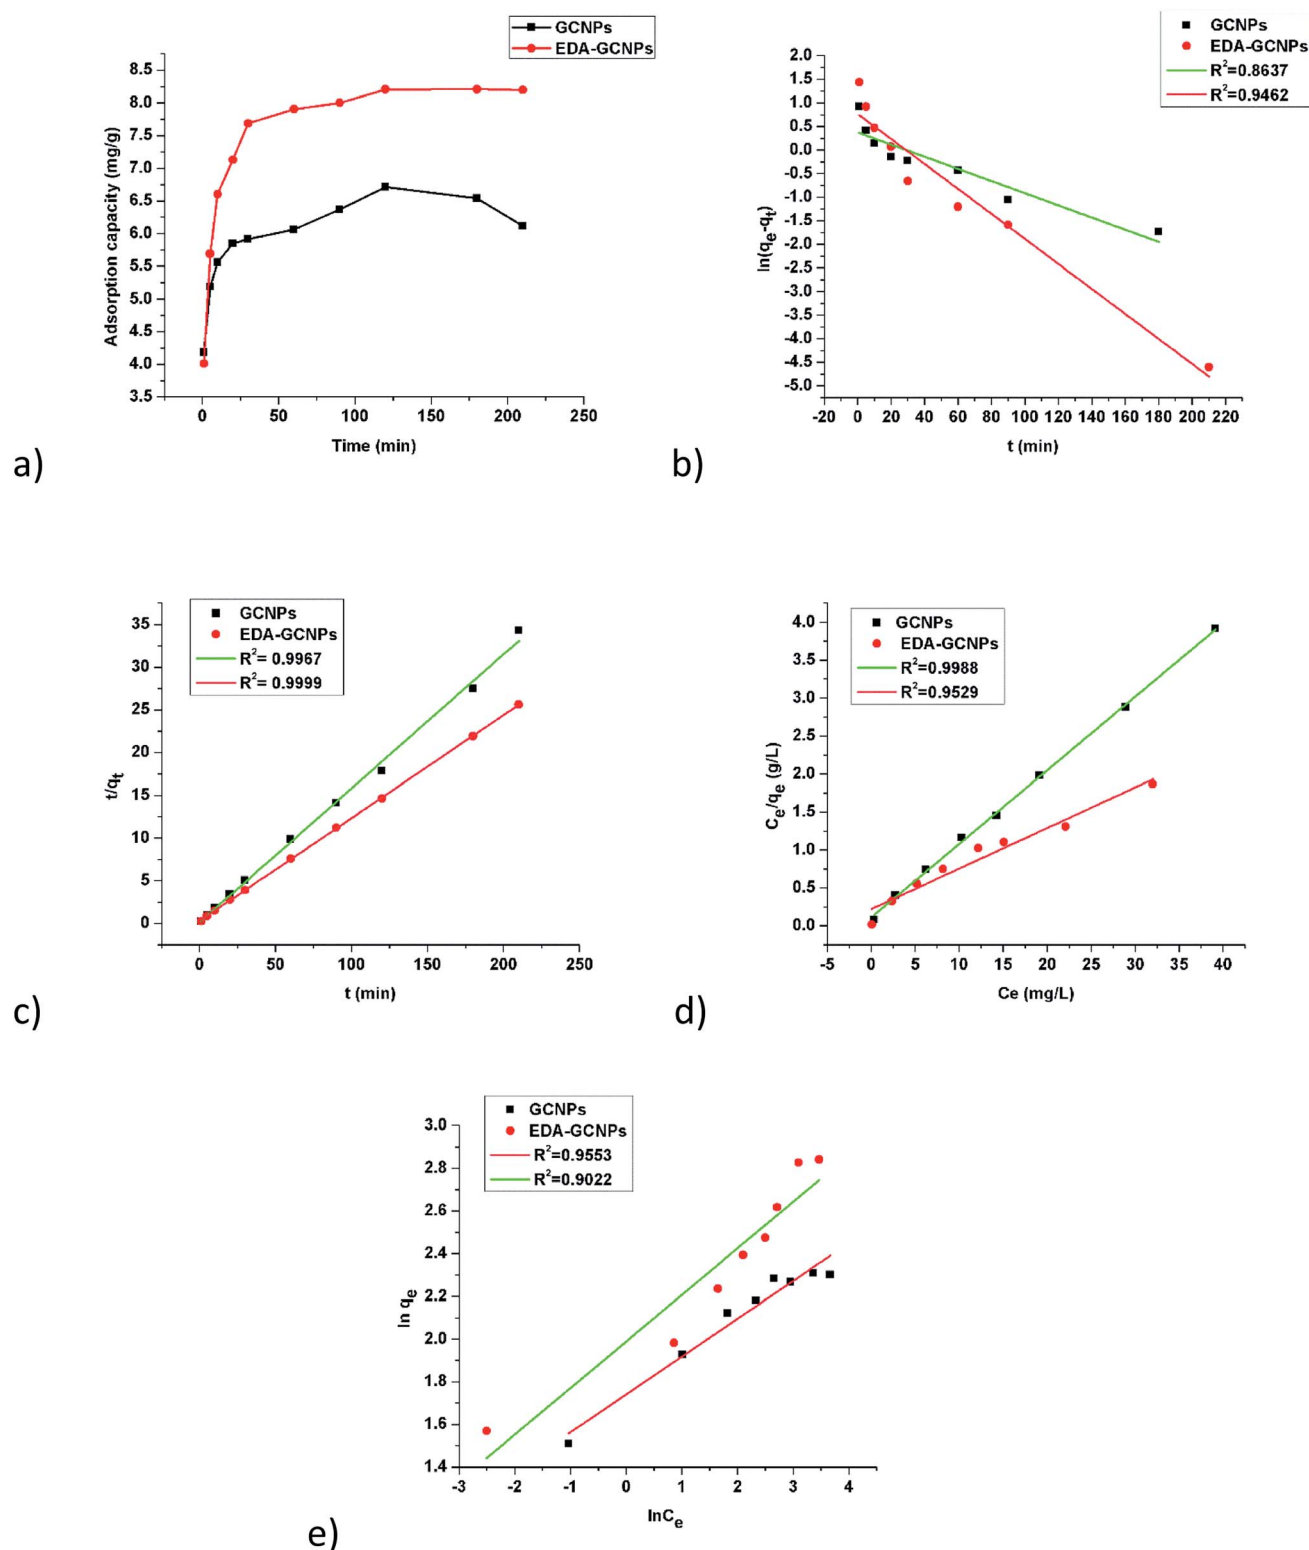 GCNPs
EDA-GCNPs
8.5
8.0
7.5
7.0
6.5
6.0
5.5
5.0
4.5
4.0
3.5
Adsorption capacity (mg/g)
0 50 100 150 200 250
Time (min)
a)
GCNPs
EDA-GCNPs
R²=0.8637
R²=0.9462
2.0
1.5
1.0
0.5
0.0
-0.5
-1.0
-1.5
-2.0
-2.5
-3.0
-3.5
-4.0
-4.5
-5.0
ln(qe-qt)
-20 0 20 40 60 80 100 120 140 160 180 200 220
t (min)
b)
GCNPs
EDA-GCNPs
R²= 0.9967
R²= 0.9999
35
30
25
20
15
10
5
0
t/qt
0 50 100 150 200 250
t (min)
c)
GCNPs
EDA-GCNPs
R²=0.9988
R²=0.9529
4.0
3.5
3.0
2.5
2.0
1.5
1.0
0.5
0.0
Ce/qe (g/L)
-5 0 5 10 15 20 25 30 35 40
Ce (mg/L)
d)
GCNPs
EDA-GCNPs
R²=0.9553
R²=0.9022
3.0
2.8
2.6
2.4
2.2
2.0
1.8
1.6
1.4
ln qe
-3 -2 -1 0 1 2 3 4
lnCe
e)